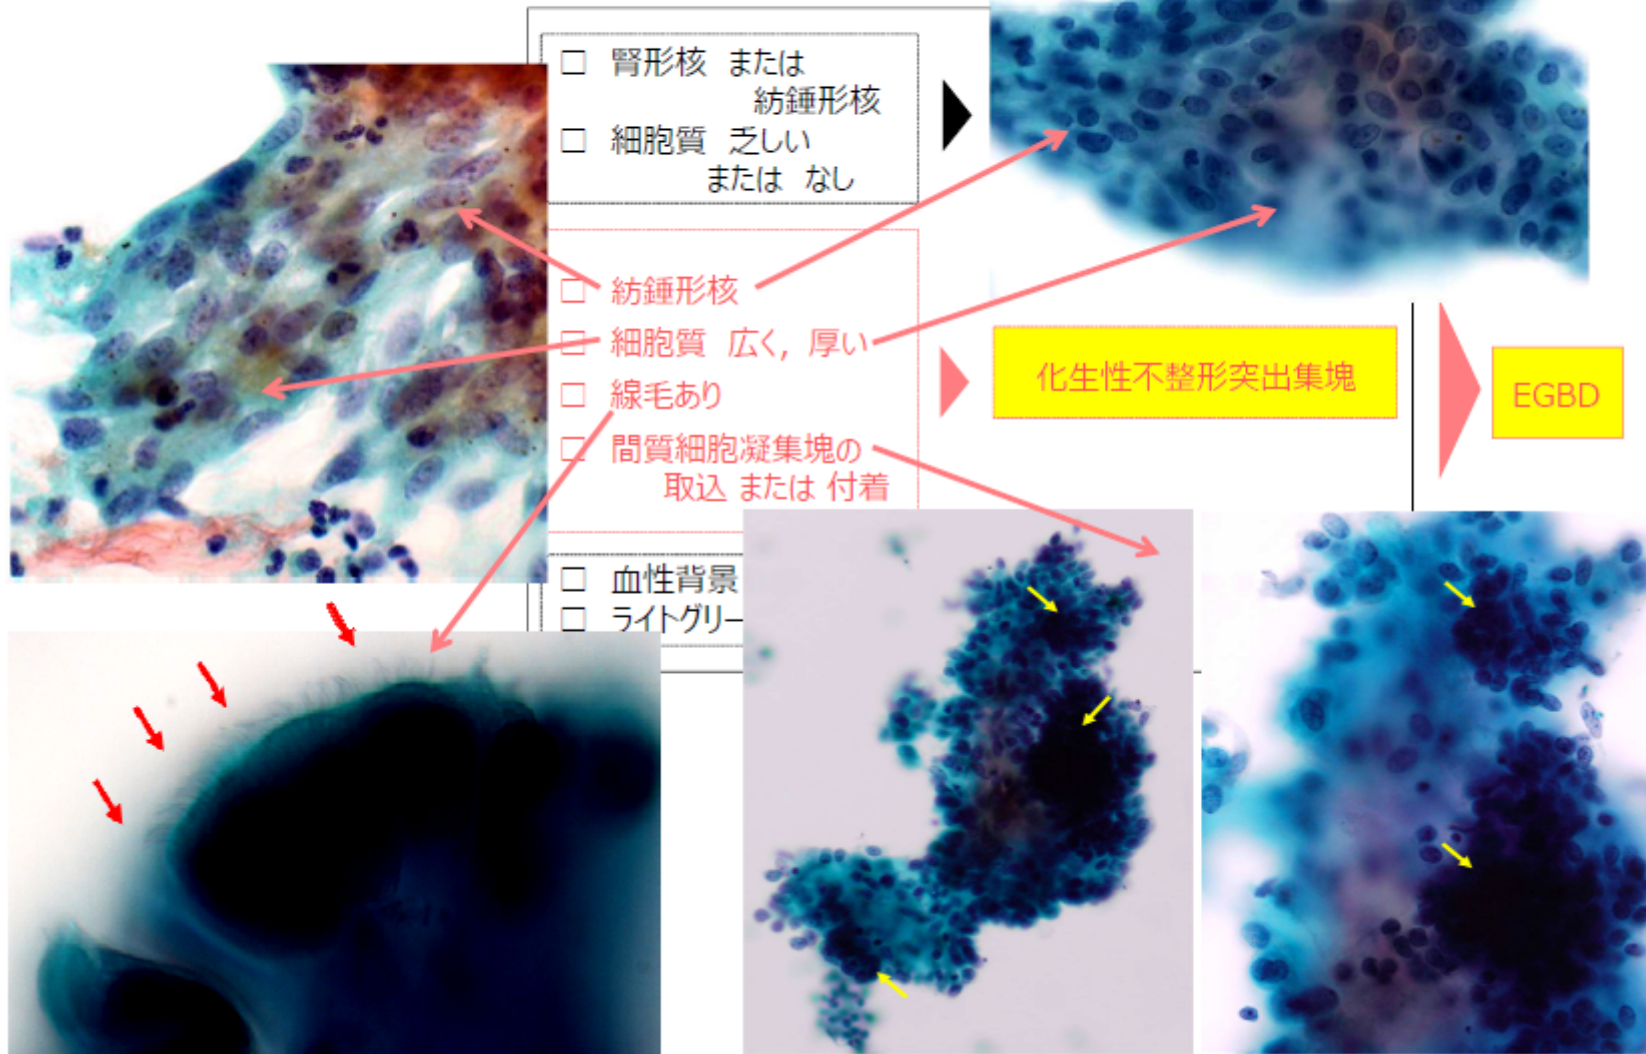 □ 腎形核 または
紡錘形核
□ 細胞質 乏しい
または なし
□ 紡錘形核
□ 細胞質 広く, 厚い
□ 線毛あり
□ 間質細胞凝集塊の
取込 または 付着
化生性不整形突出集塊
EGBD
□ 血性背景
□ ライトグリー